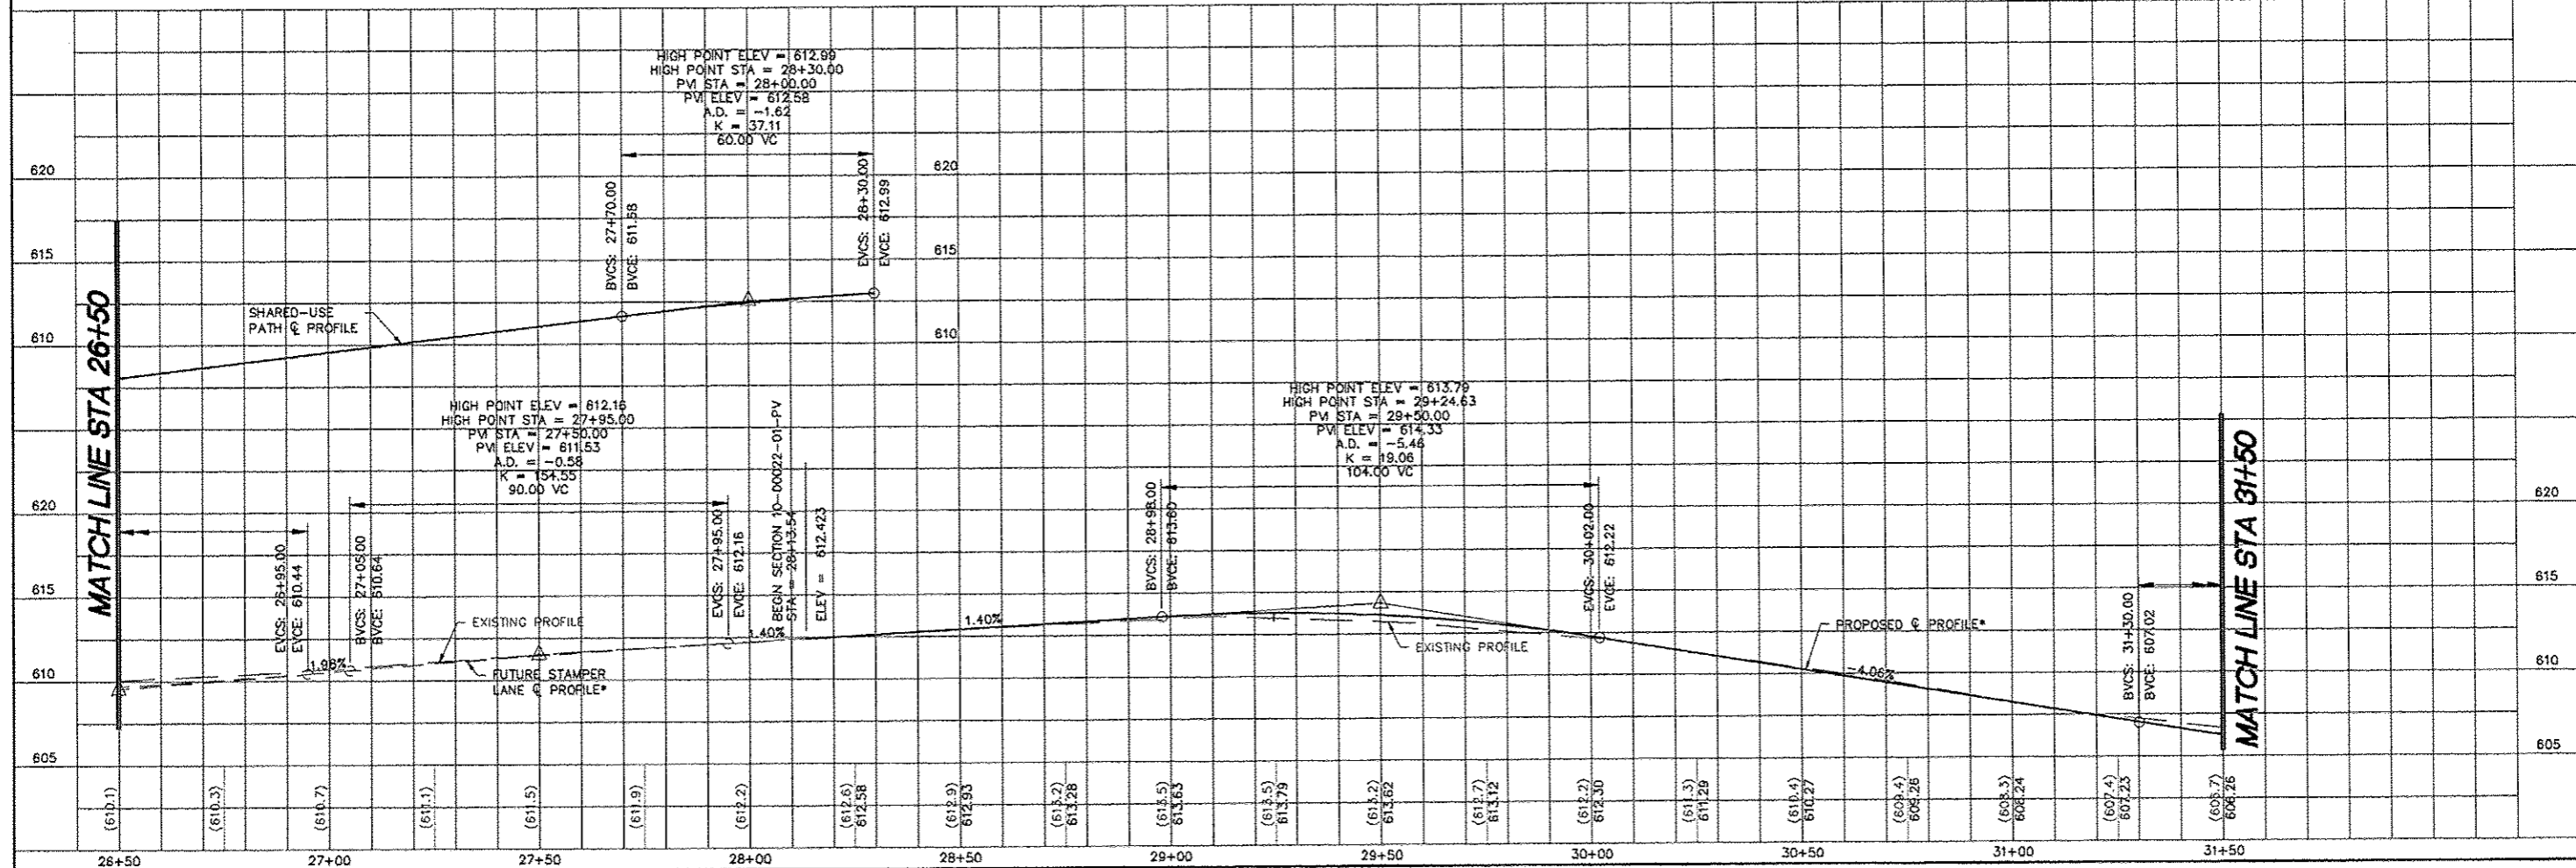 HIGH POINT ELEV = 612.99
HIGH POINT STA = 28+30.00
PVI STA = 28+00.00
PVI ELEV = 612.58
A.D. = -1.62
K = 37.11
60.00 VC
620
620
BVCS: 27+70.00
BVCE: 611.58
EVCS: 28+30.00
EVCE: 612.99
615
615
MATCH LINE STA 26+50
SHARED-USE
PATH ℄ PROFILE
610
610
HIGH POINT ELEV = 612.16
HIGH POINT STA = 27+95.00
PVI STA = 27+50.00
PVI ELEV = 611.53
A.D. = -0.58
K = 154.55
90.00 VC
HIGH POINT ELEV = 613.79
HIGH POINT STA = 29+24.63
PVI STA = 29+50.00
PVI ELEV = 614.33
A.D. = -5.46
K = 19.06
104.00 VC
620
620
EVCS: 26+95.00
EVCE: 610.44
BVCS: 27+05.00
BVCE: 610.64
EVCS: 27+95.00
EVCE: 612.16
BEGIN SECTION 10-00022-01-PV
STA = 28+13.54
ELEV = 612.423
BVCS: 28+98.00
BVCE: 613.60
EVCS: 30+02.00
EVCE: 612.22
BVCS: 31+30.00
BVCE: 607.02
MATCH LINE STA 31+50
615
615
EXISTING PROFILE
1.98%
FUTURE STAMPER
LANE ℄ PROFILE*
1.40%
1.40%
EXISTING PROFILE
PROPOSED ℄ PROFILE*
-4.06%
610
610
605
605
(610.1)
(610.3)
(610.7)
(611.1)
(611.5)
(611.9)
(612.2)
(612.6) 612.58
(612.9) 612.93
(613.2) 613.28
(613.5) 613.63
(613.5) 613.79
(613.2) 613.62
(612.7) 613.12
(612.2) 612.30
(611.3) 611.29
(610.4) 610.27
(609.4) 609.26
(608.3) 608.24
(607.4) 607.23
606.26
26+50 27+00 27+50 28+00 28+50 29+00 29+50 30+00 30+50 31+00 31+50